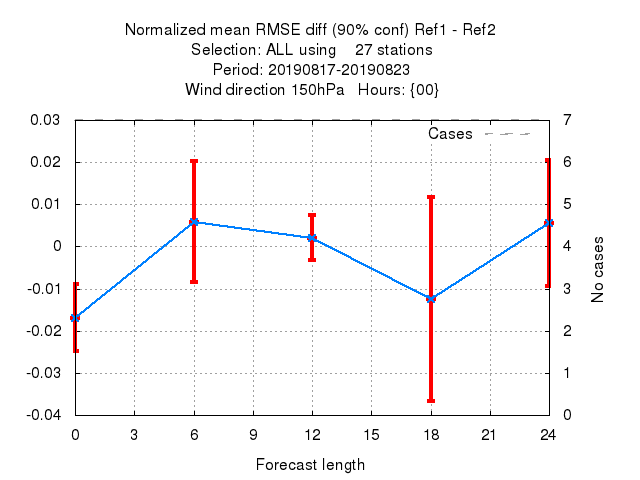 Normalized mean RMSE diff (90% conf) Ref1 - Ref2
Selection: ALL using    27 stations
Period: 20190817-20190823
Wind direction 150hPa   Hours: {00}
Cases
0.03
0.02
0.01
0
-0.01
-0.02
-0.03
-0.04
7
6
5
4
3
2
1
0
No cases
0 3 6 9 12 15 18 21 24
Forecast length